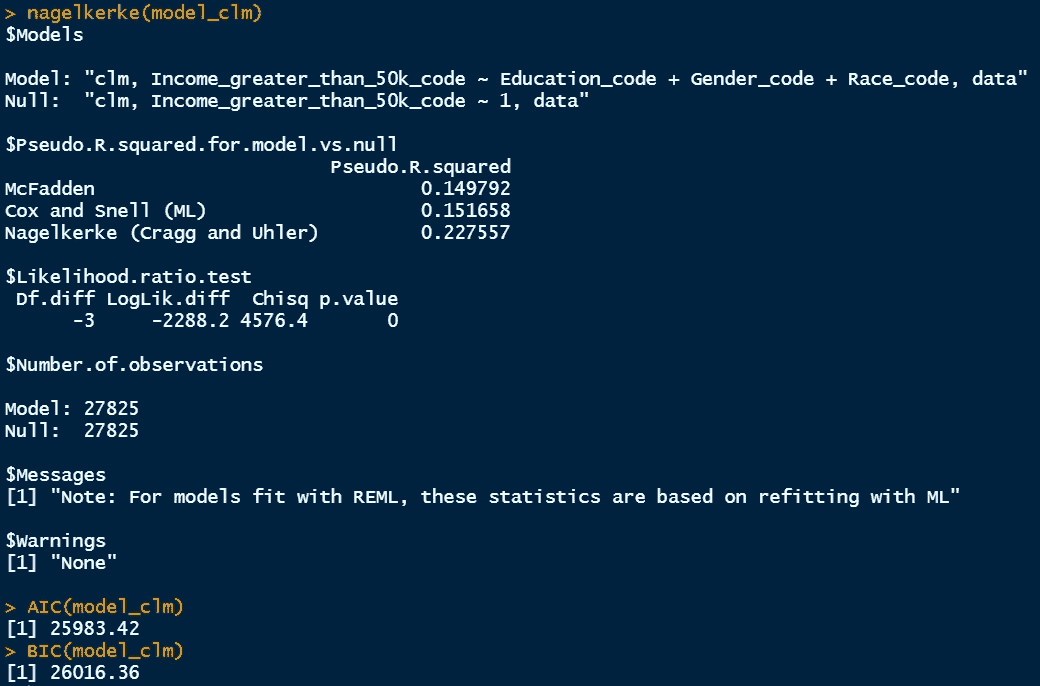 > nagelkerke(model_clm)
$Models
Model: "clm, Income_greater_than_50k_code ~ Education_code + Gender_code + Race_code, data"
Null:  "clm, Income_greater_than_50k_code ~ 1, data"
$Pseudo.R.squared.for.model.vs.null
                             Pseudo.R.squared
McFadden                             0.149792
Cox and Snell (ML)                   0.151658
Nagelkerke (Cragg and Uhler)         0.227557
$Likelihood.ratio.test
 Df.diff LogLik.diff  Chisq p.value
      -3     -2288.2 4576.4       0
$Number.of.observations
Model: 27825
Null:  27825
$Messages
[1] "Note: For models fit with REML, these statistics are based on refitting with ML"
$Warnings
[1] "None"
> AIC(model_clm)
[1] 25983.42
> BIC(model_clm)
[1] 26016.36